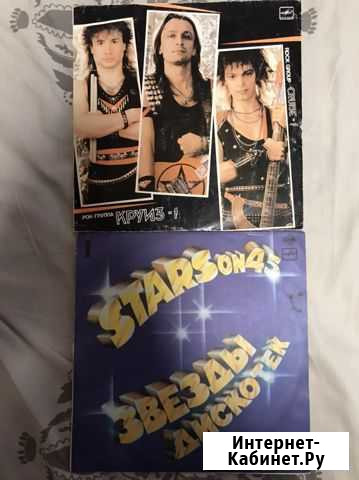 ROCK GROUP CRUISE-1
РОК-ГРУППА КРУИЗ-1
STARS ON 45
ЗВЕЗДЫ
ДИСКОТЕК
Интернет-
Кабинет.Ру